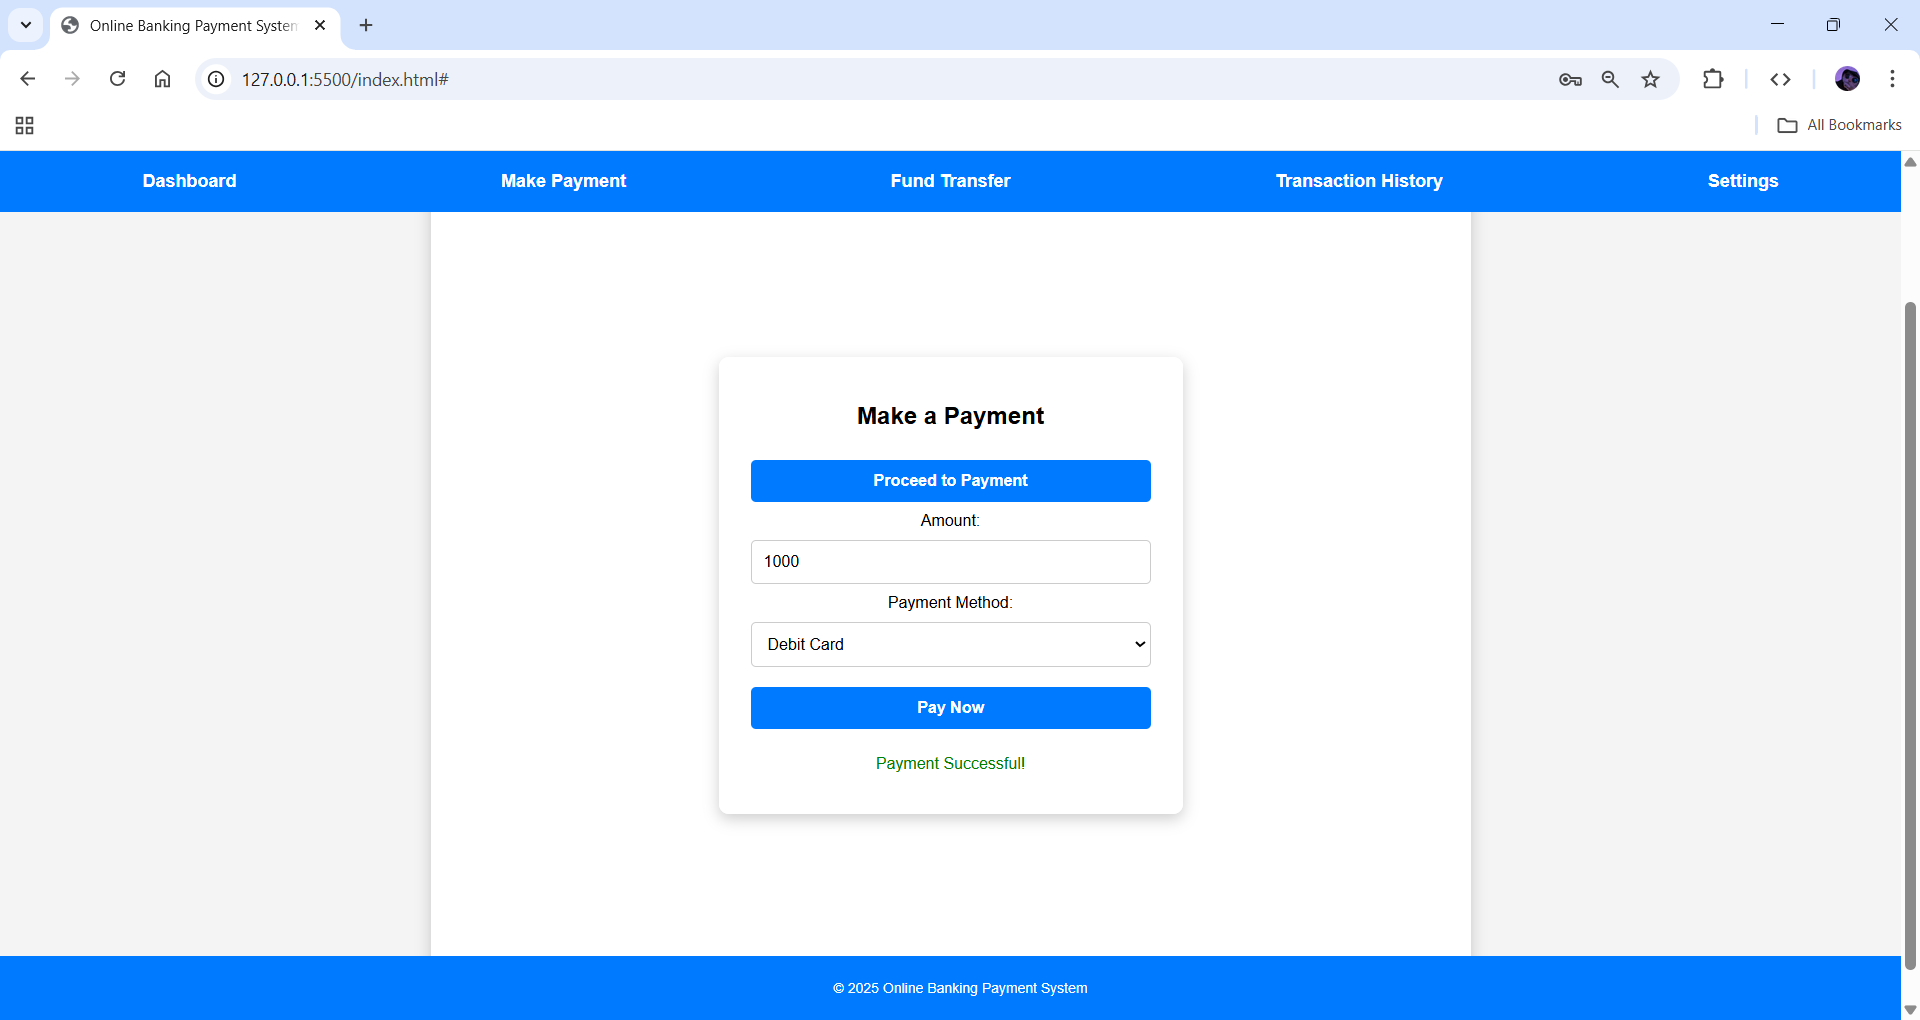 Online Banking Payment System
127.0.0.1:5500/index.html#
All Bookmarks
Dashboard Make Payment Fund Transfer Transaction History Settings
Make a Payment
Proceed to Payment
Amount:
1000
Payment Method:
Debit Card
Pay Now
Payment Successful!
© 2025 Online Banking Payment System